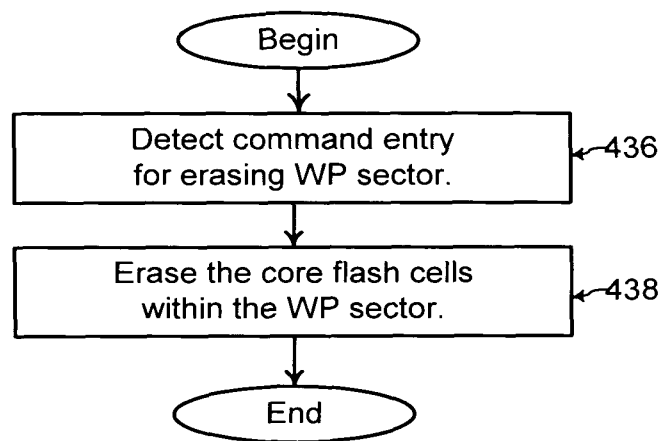 Begin
Detect command entry
for erasing WP sector.
436
Erase the core flash cells
within the WP sector.
438
End